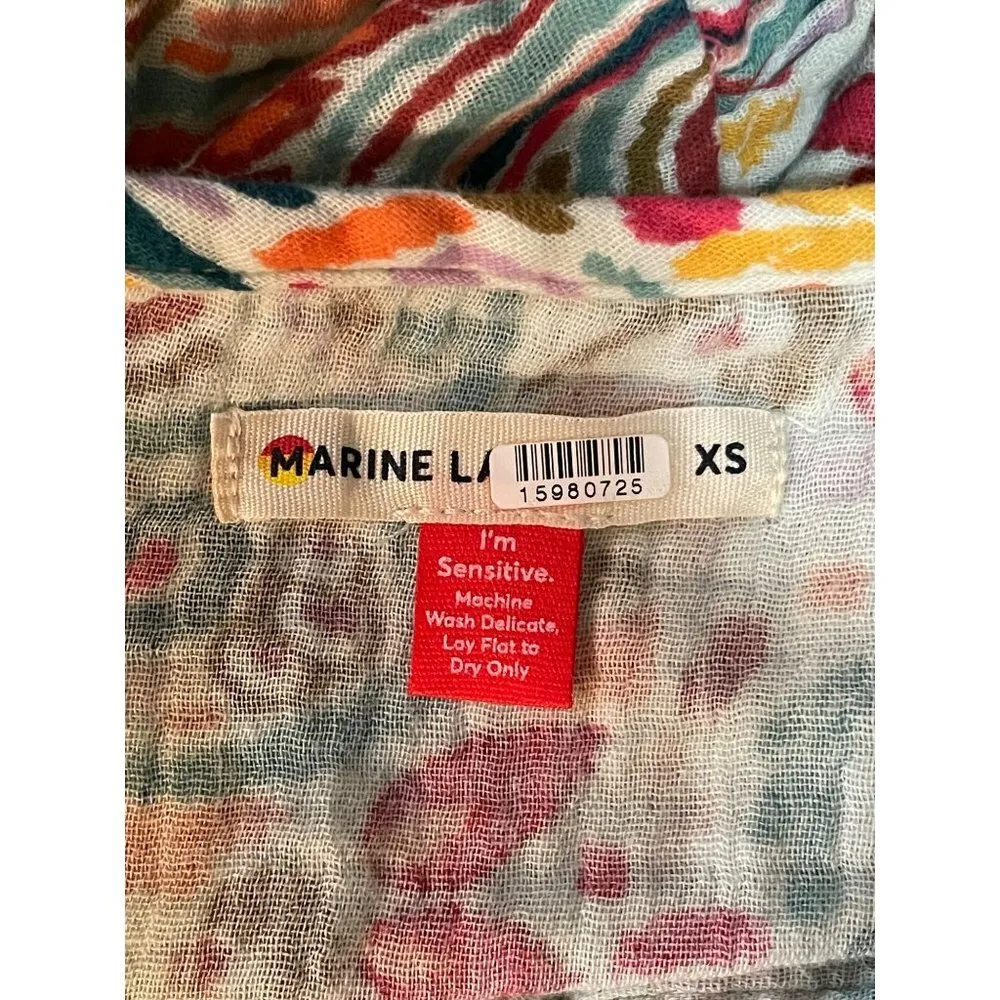 MARINE LA XS
15980725
I'm
Sensitive.
Machine
Wash Delicate,
Lay Flat to
Dry Only